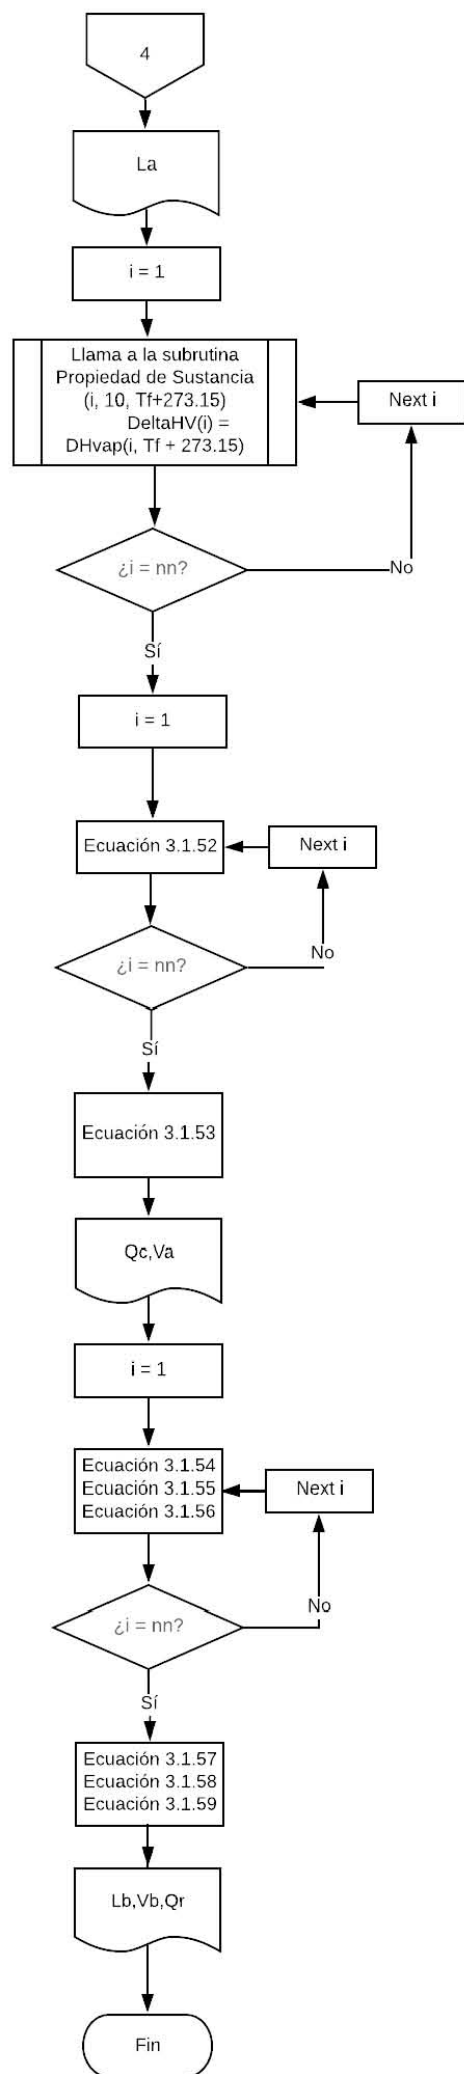 4
La
i = 1
Llama a la subrutina
Propiedad de Sustancia
(i, 10, Tf+273.15)
DeltaHV(i) =
DHvap(i, Tf + 273.15)
Next i
¿i = nn?
No
Sí
i = 1
Ecuación 3.1.52
Next i
¿i = nn?
No
Sí
Ecuación 3.1.53
Qc,Va
i = 1
Ecuación 3.1.54
Ecuación 3.1.55
Ecuación 3.1.56
Next i
¿i = nn?
No
Sí
Ecuación 3.1.57
Ecuación 3.1.58
Ecuación 3.1.59
Lb,Vb,Qr
Fin